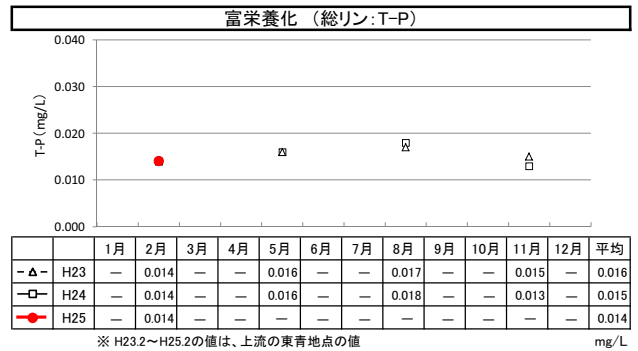 富栄養化 (総リン:T-P)
0.040
0.030
0.020
0.010
0.000
T-P(mg/L)
1月 2月 3月 4月 5月 6月 7月 8月 9月 10月 11月 12月 平均
H23 — 0.014 — — 0.016 — — 0.017 — — 0.015 — 0.016
H24 — 0.014 — — 0.016 — — 0.018 — — 0.013 — 0.015
H25 — 0.014 — — — — — — — — — — 0.014
※ H23.2~H25.2の値は、上流の東青地点の値 mg/L